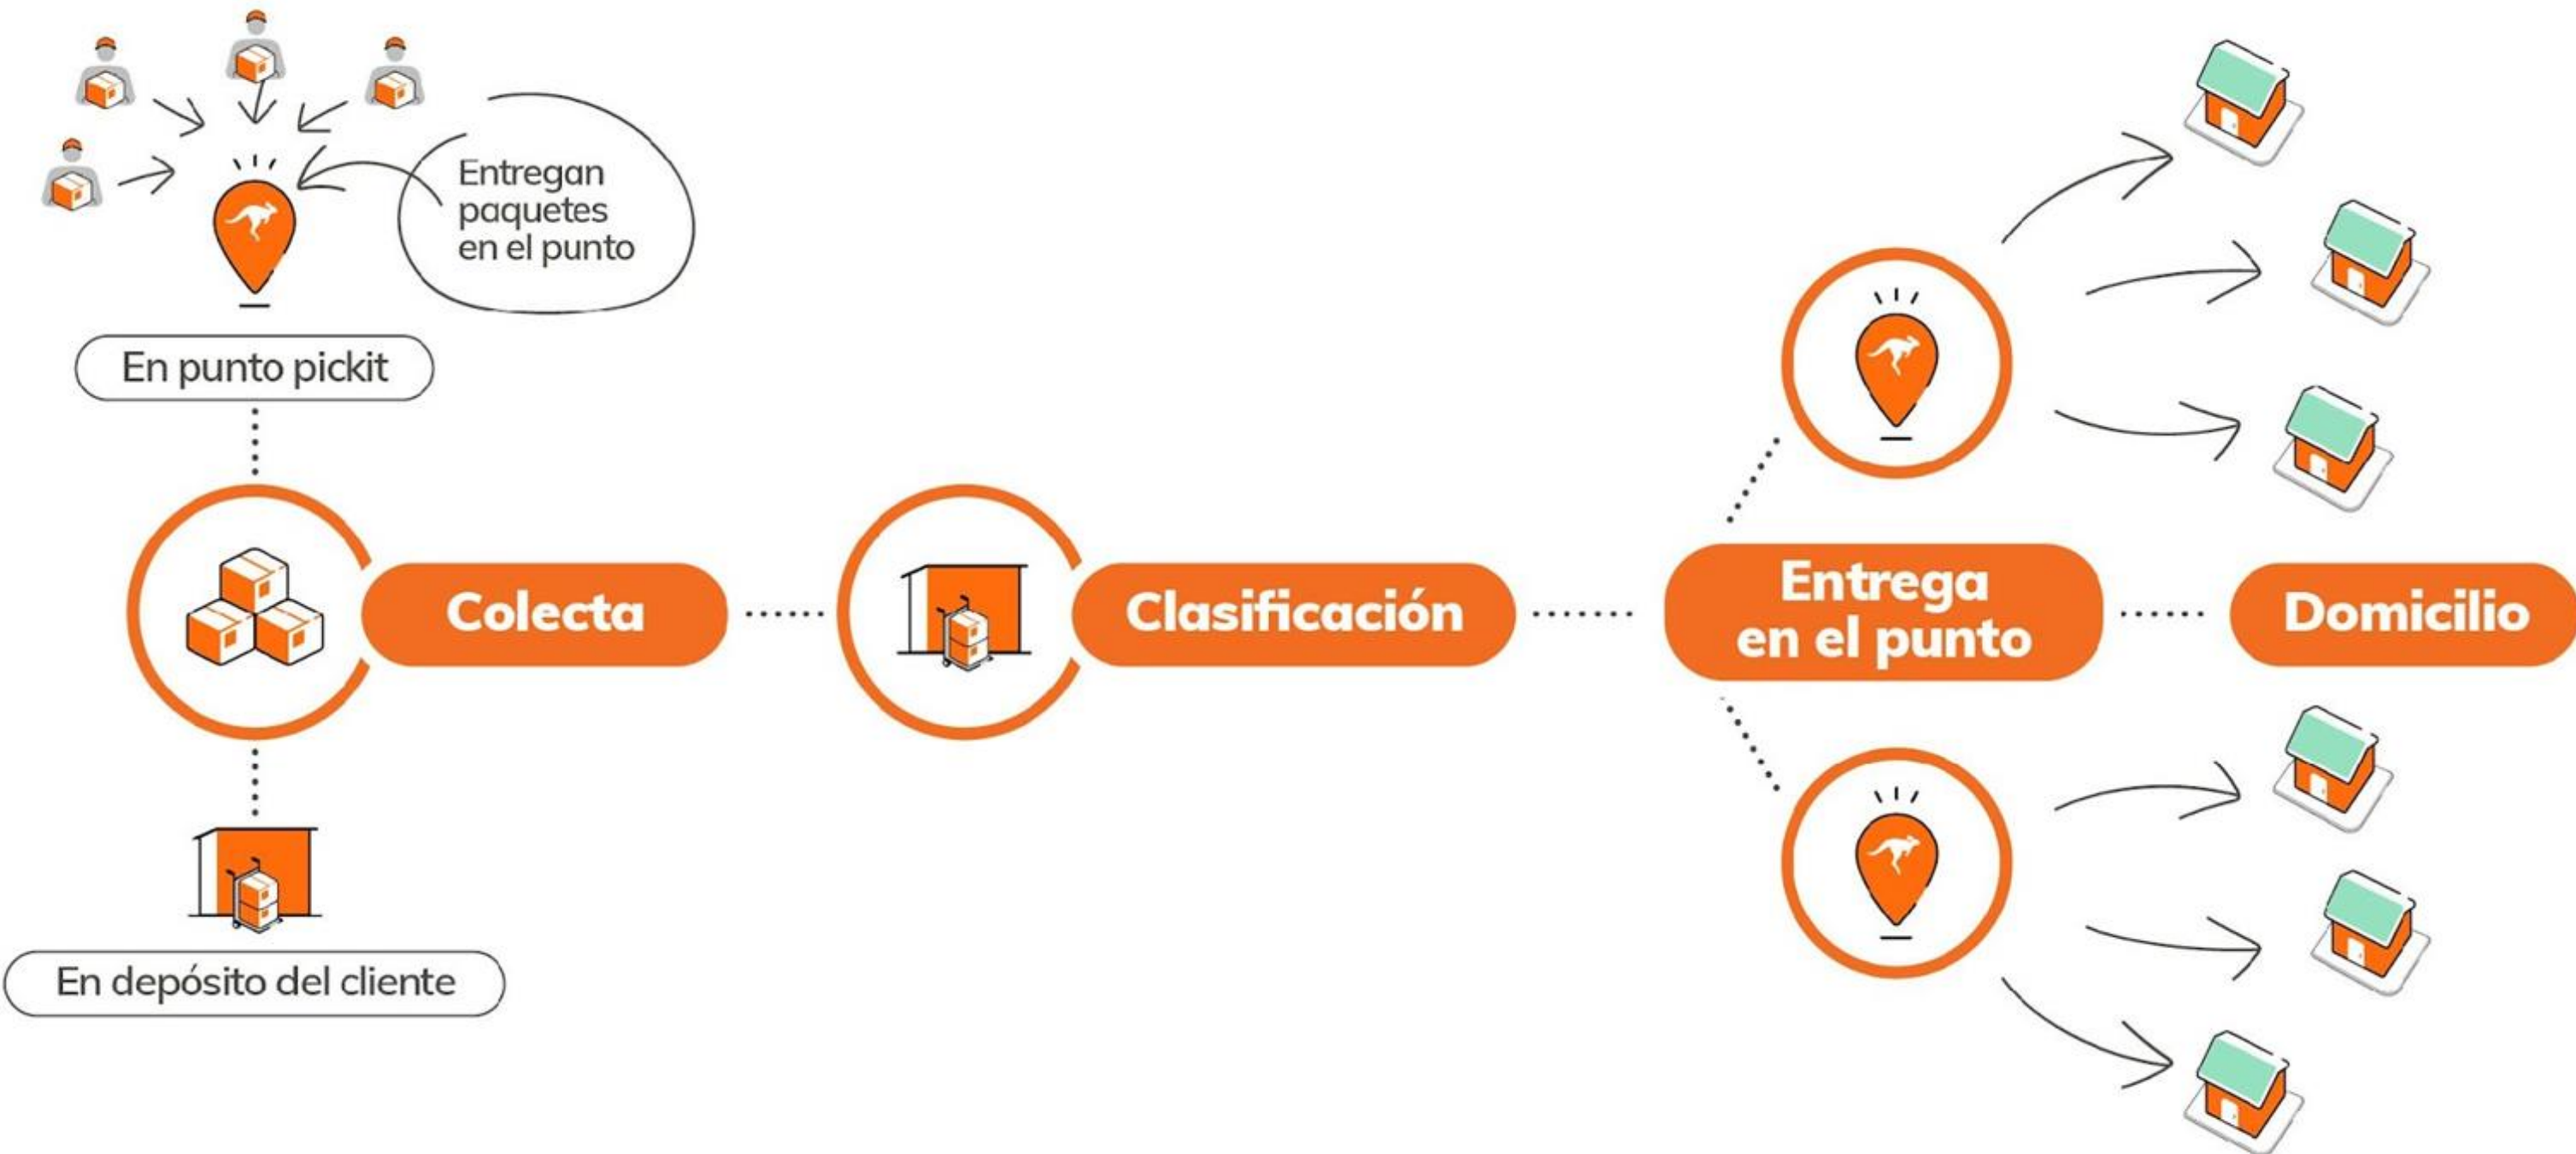 Entregan
paquetes
en el punto
En punto pickit
Colecta
Clasificación
Entrega
en el punto
Domicilio
En depósito del cliente